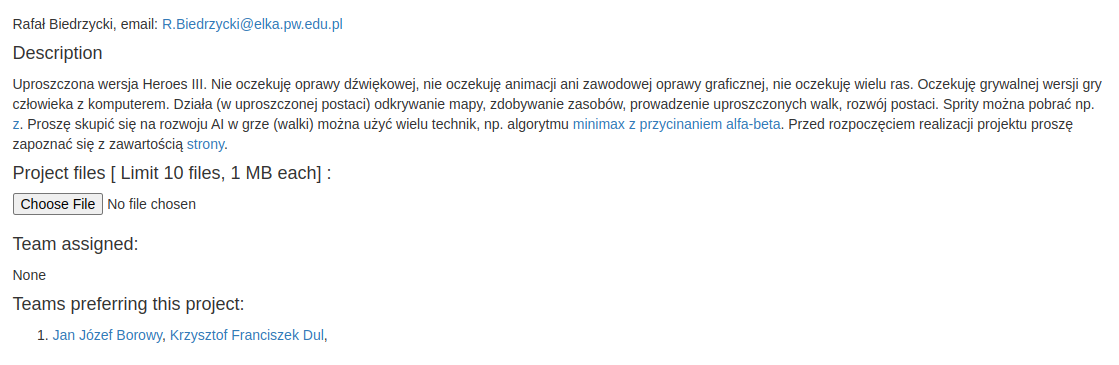 Rafał Biedrzycki, email: R.Biedrzycki@elka.pw.edu.pl
Description
Uproszczona wersja Heroes III. Nie oczekuję oprawy dźwiękowej, nie oczekuję animacji ani zawodowej oprawy graficznej, nie oczekuję wielu ras. Oczekuję grywalnej wersji gry
człowieka z komputerem. Działa (w uproszczonej postaci) odkrywanie mapy, zdobywanie zasobów, prowadzenie uproszczonych walk, rozwój postaci. Sprity można pobrać np.
z. Proszę skupić się na rozwoju AI w grze (walki) można użyć wielu technik, np. algorytmu minimax z przycinaniem alfa-beta. Przed rozpoczęciem realizacji projektu proszę
zapoznać się z zawartością strony.
Project files [ Limit 10 files, 1 MB each] :
Choose File No file chosen
Team assigned:
None
Teams preferring this project:
1. Jan Józef Borowy, Krzysztof Franciszek Dul,